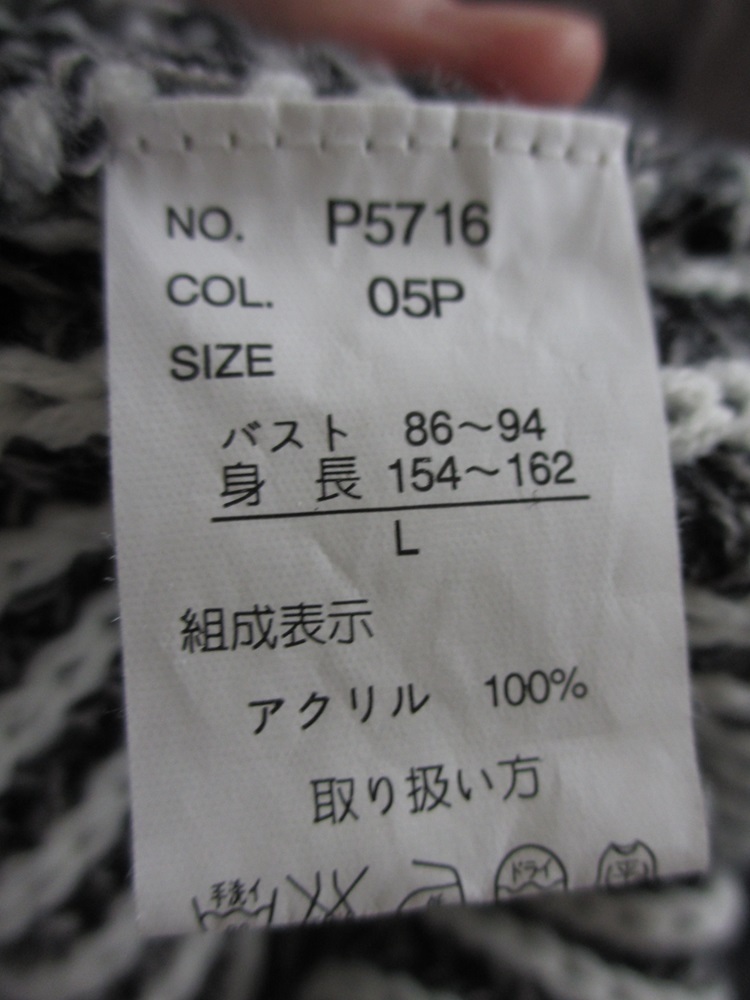 NO. P5716
COL. 05P
SIZE
バスト 86～94
身 長 154～162
L
組成表示
アクリル 100%
取り扱い方
手洗イ ドライ 平